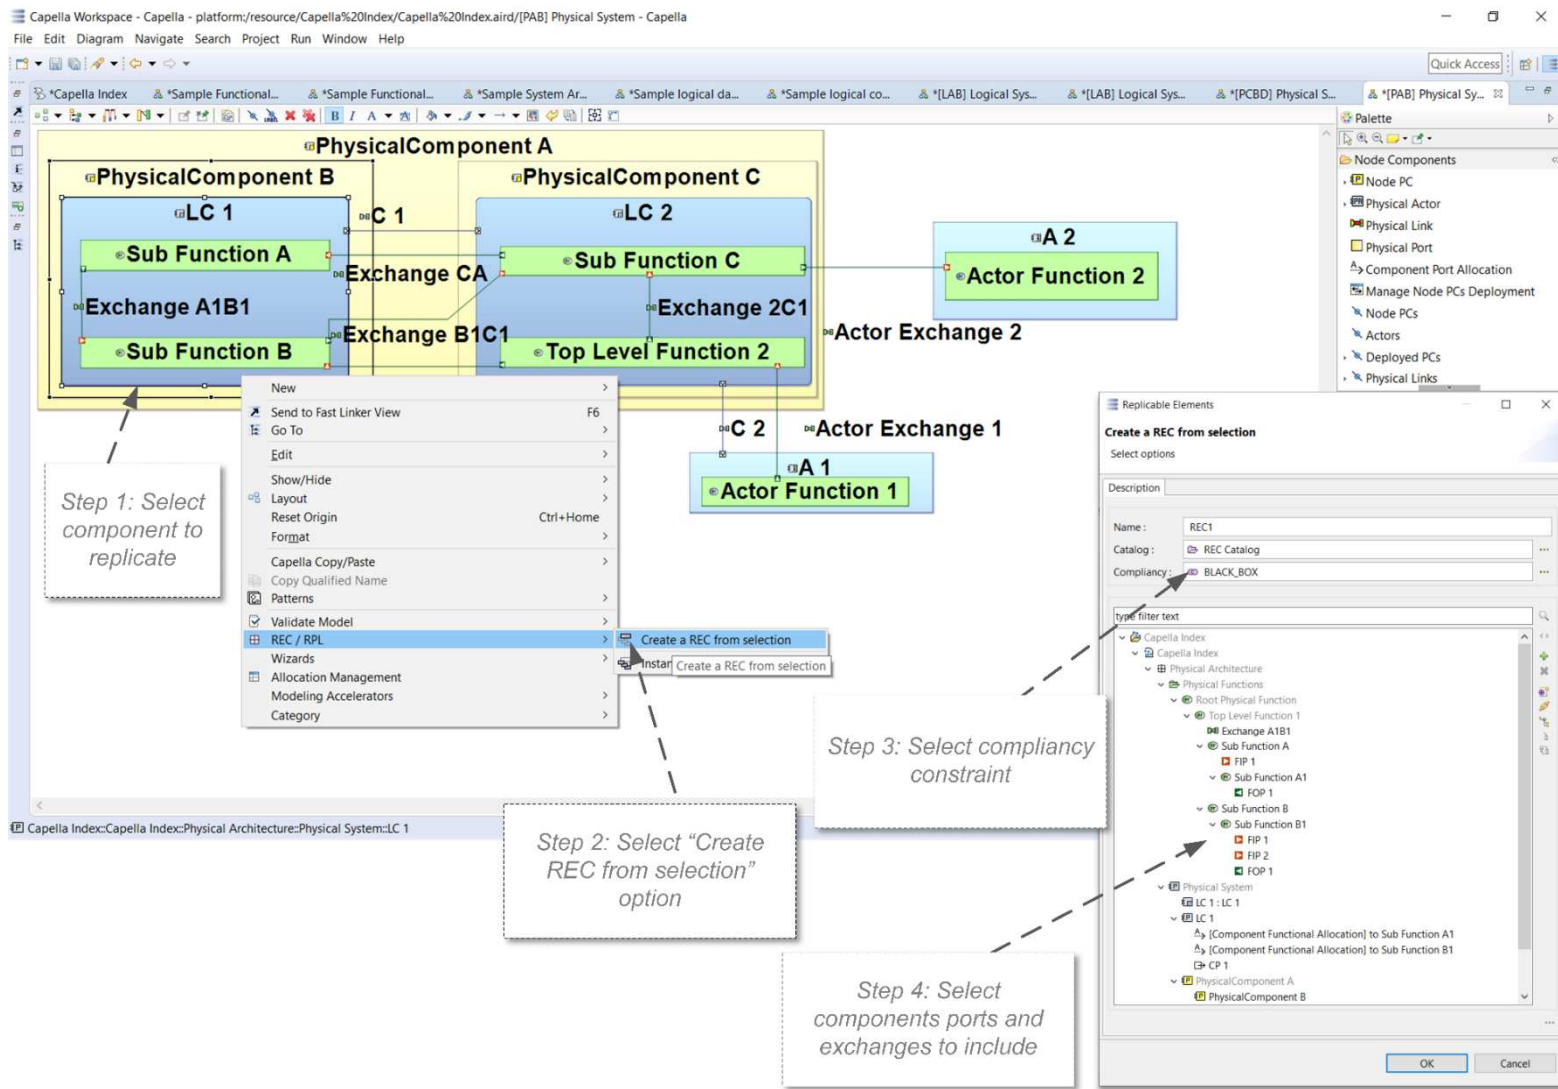 Capella Workspace - Capella - platform:/resource/Capella%20Index/Capella%20Index.aird/[PAB] Physical System - Capella
File Edit Diagram Navigate Search Project Run Window Help
Quick Access
*Capella Index
*Sample Functional...
*Sample Functional...
*Sample System Ar...
*Sample logical da...
*Sample logical co...
*[LAB] Logical Sys...
*[LAB] Logical Sys...
*[PCBD] Physical S...
*[PAB] Physical Sy...
B I A
Palette
Node Components
Node PC
Physical Actor
Physical Link
Physical Port
Component Port Allocation
Manage Node PCs Deployment
Node PCs
Actors
Deployed PCs
Physical Links
PhysicalComponent A
PhysicalComponent B
PhysicalComponent C
LC 1
C 1
LC 2
Sub Function A
Sub Function C
Exchange CA
Exchange A1B1
Exchange 2C1
Exchange B1C1
Sub Function B
Top Level Function 2
A 2
Actor Function 2
Actor Exchange 2
C 2
Actor Exchange 1
A 1
Actor Function 1
New
Send to Fast Linker View F6
Go To
Edit
Show/Hide
Layout
Reset Origin Ctrl+Home
Format
Capella Copy/Paste
Copy Qualified Name
Patterns
Validate Model
REC / RPL
Wizards
Allocation Management
Modeling Accelerators
Category
Create a REC from selection
Instan
Create a REC from selection
Step 1: Select
component to
replicate
Step 2: Select “Create
REC from selection”
option
Step 3: Select compliancy
constraint
Step 4: Select
components ports and
exchanges to include
Capella Index::Capella Index::Physical Architecture::Physical System::LC 1
Replicable Elements
Create a REC from selection
Select options
Description
Name : REC1
Catalog : REC Catalog
Compliancy : BLACK_BOX
type filter text
Capella Index
Capella Index
Physical Architecture
Physical Functions
Root Physical Function
Top Level Function 1
Exchange A1B1
Sub Function A
FIP 1
Sub Function A1
FOP 1
Sub Function B
Sub Function B1
FIP 1
FIP 2
FOP 1
Physical System
LC 1 : LC 1
LC 1
[Component Functional Allocation] to Sub Function A1
[Component Functional Allocation] to Sub Function B1
CP 1
PhysicalComponent A
PhysicalComponent B
OK
Cancel